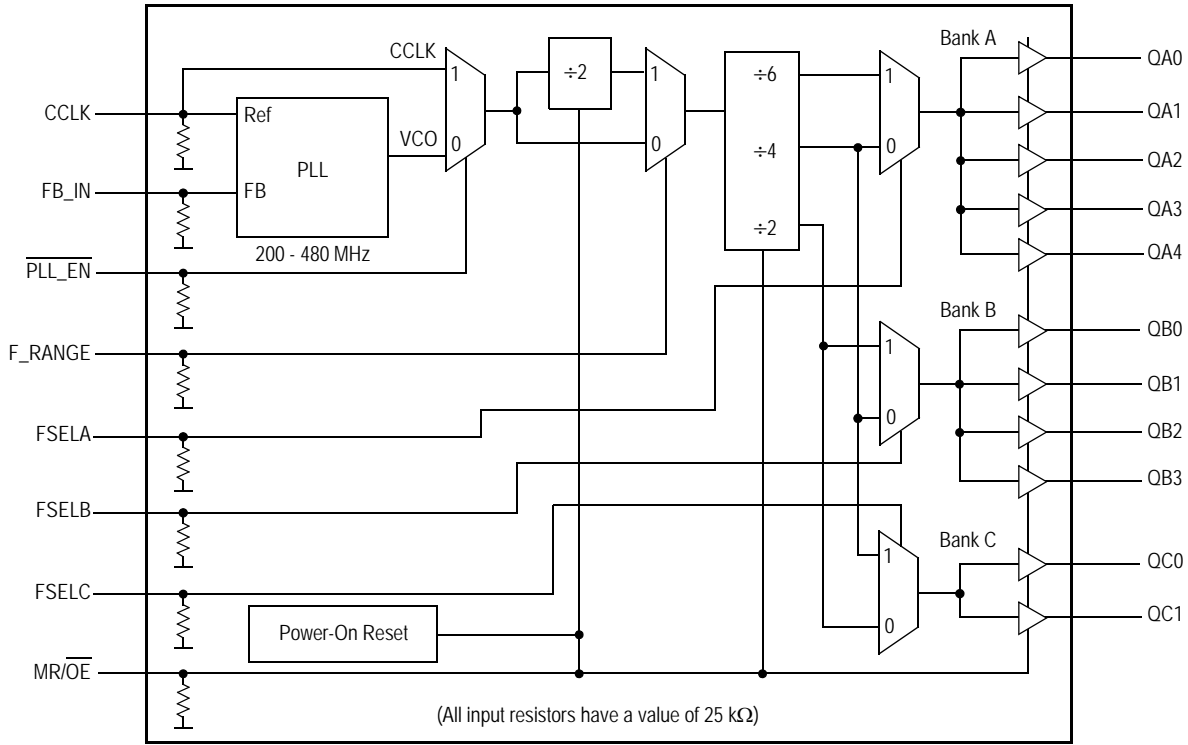 CCLK
FB_IN
PLL_EN
F_RANGE
FSELA
FSELB
FSELC
MR/OE
Ref
FB
PLL
200 - 480 MHz
CCLK
VCO
1
0
÷2
1
0
÷6
÷4
÷2
1
0
1
0
1
0
Power-On Reset
(All input resistors have a value of 25 kΩ)
Bank A
QA0
QA1
QA2
QA3
QA4
Bank B
QB0
QB1
QB2
QB3
Bank C
QC0
QC1